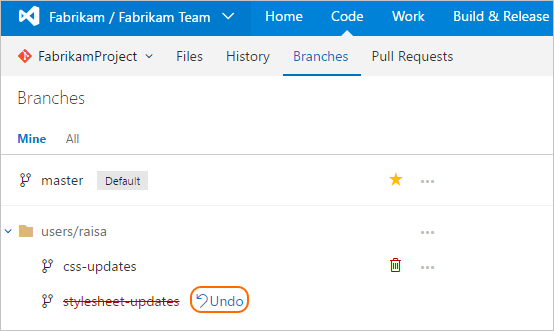 Fabrikam / Fabrikam Team Home Code Work Build & Release
FabrikamProject Files History Branches Pull Requests
Branches
Mine All
master Default
users/raisa
css-updates
stylesheet-updates Undo